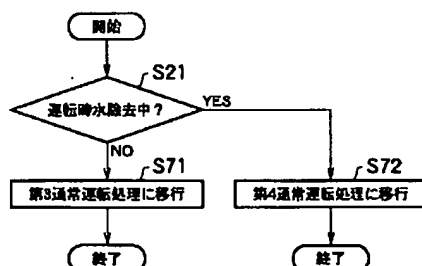 開始
S21
運転時水除去中？
YES
NO
S71
S72
第3通常運転処理に移行
第4通常運転処理に移行
終了
終了